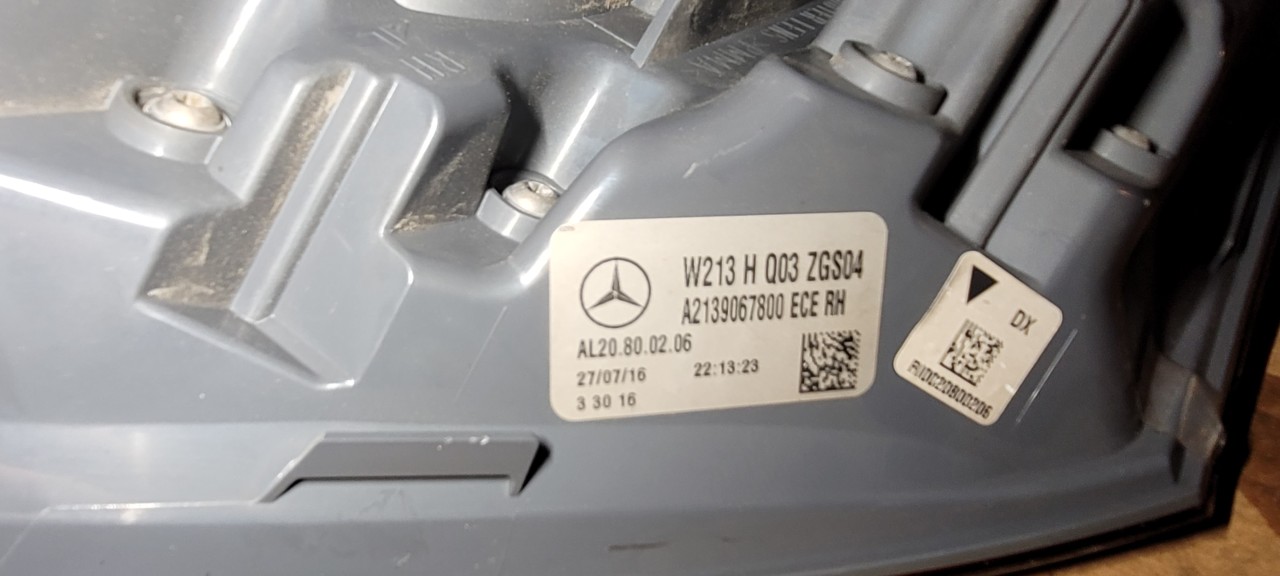 RH
W213 H Q03 ZGS04
A2139067800 ECE RH
AL20.80.02.06
27/07/16 22:13:23
3 30 16
DX